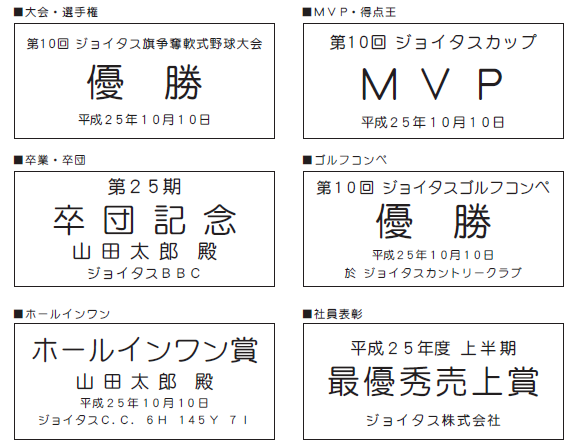 ■大会・選手権
第10回 ジョイタス旗争奪軟式野球大会
優 勝
平成25年10月10日
■MVP・得点王
第10回 ジョイタスカップ
MVP
平成25年10月10日
■卒業・卒団
第25期
卒団記念
山田太郎 殿
ジョイタスBBC
■ゴルフコンペ
第10回 ジョイタスゴルフコンペ
優 勝
平成25年10月10日
於 ジョイタスカントリークラブ
■ホールインワン
ホールインワン賞
山田太郎 殿
平成25年10月10日
ジョイタスC.C. 6H 145Y 7I
■社員表彰
平成25年度 上半期
最優秀売上賞
ジョイタス株式会社